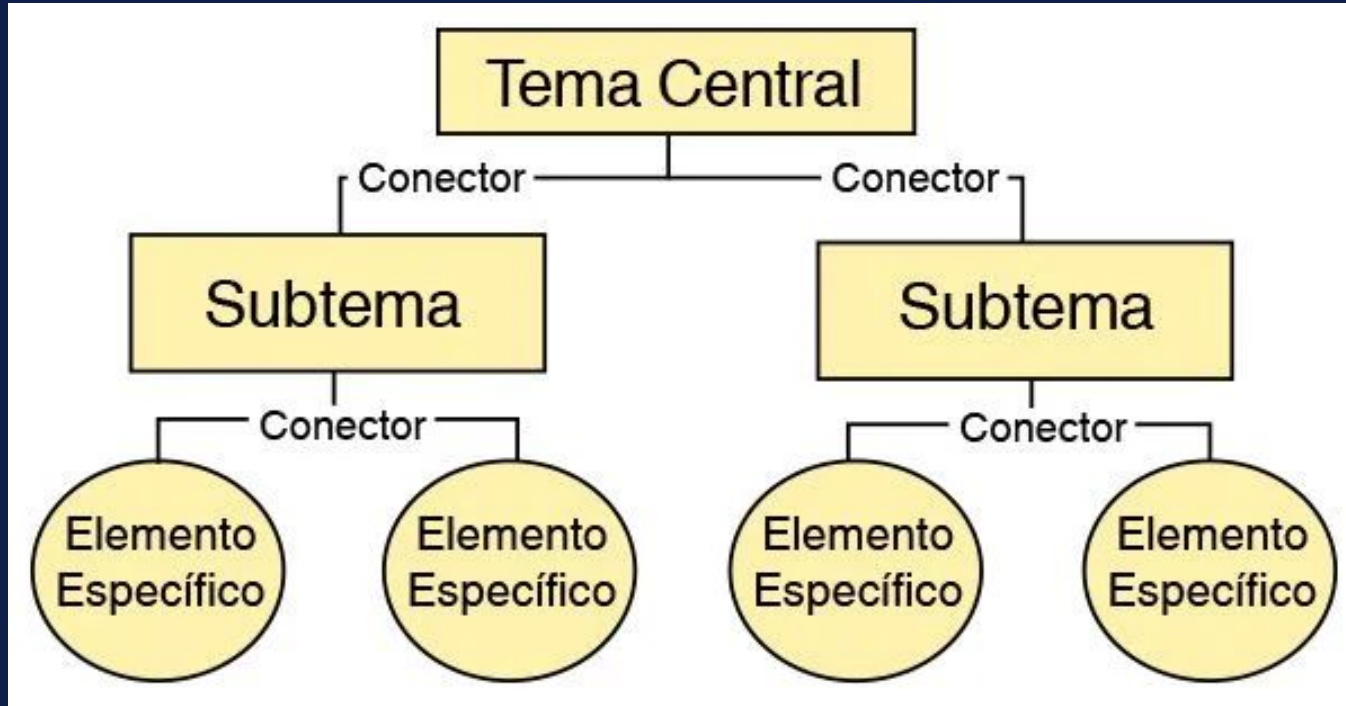 Tema Central
Conector
Conector
Subtema
Subtema
Conector
Conector
Elemento
Específico
Elemento
Específico
Elemento
Específico
Elemento
Específico